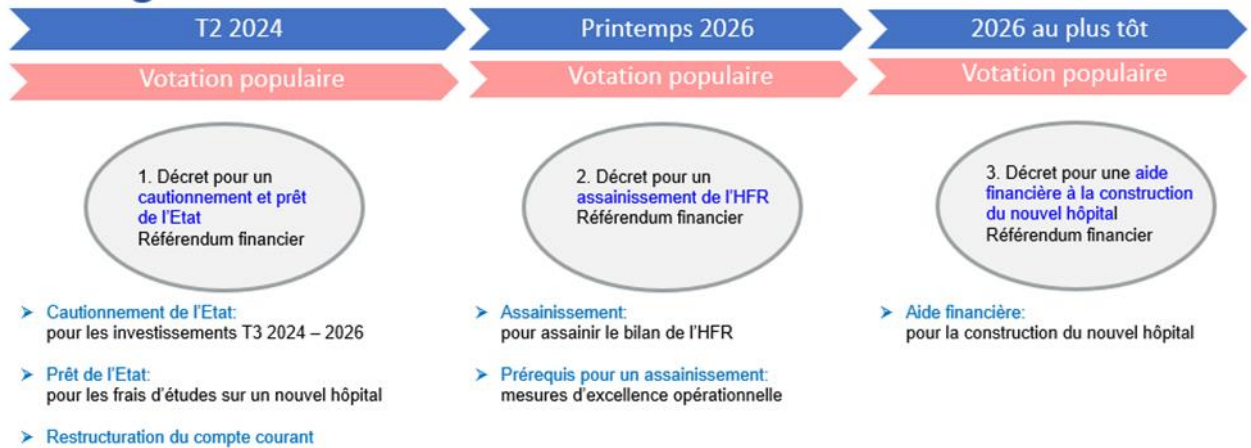 T2 2024
Printemps 2026
2026 au plus tôt
Votation populaire
Votation populaire
Votation populaire
1. Décret pour un
cautionnement et prêt
de l'Etat
Référendum financier
2. Décret pour un
assainissement de l'HFR
Référendum financier
3. Décret pour une aide
financière à la construction
du nouvel hôpital
Référendum financier
➤ Cautionnement de l'Etat:
pour les investissements T3 2024 – 2026
➤ Prêt de l'Etat:
pour les frais d'études sur un nouvel hôpital
➤ Restructuration du compte courant
➤ Assainissement:
pour assainir le bilan de l'HFR
➤ Prérequis pour un assainissement:
mesures d'excellence opérationnelle
➤ Aide financière:
pour la construction du nouvel hôpital